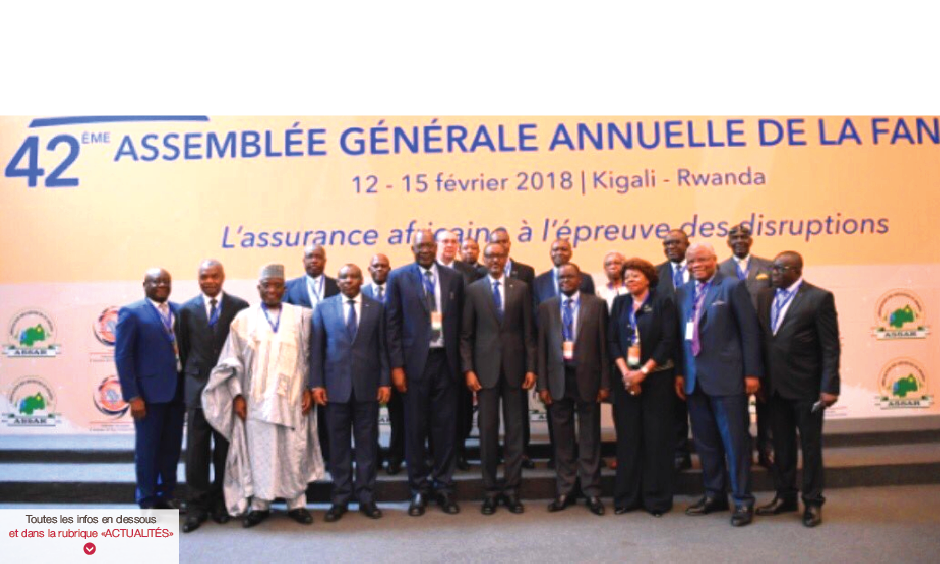 42ÈME ASSEMBLÉE GÉNÉRALE ANNUELLE DE LA FAN
12 - 15 février 2018 | Kigali - Rwanda
L'assurance africaine à l'épreuve des disruptions
ASSAR
ASSAR
ASSAR
ASSAR
Toutes les infos en dessous
et dans la rubrique «ACTUALITÉS»